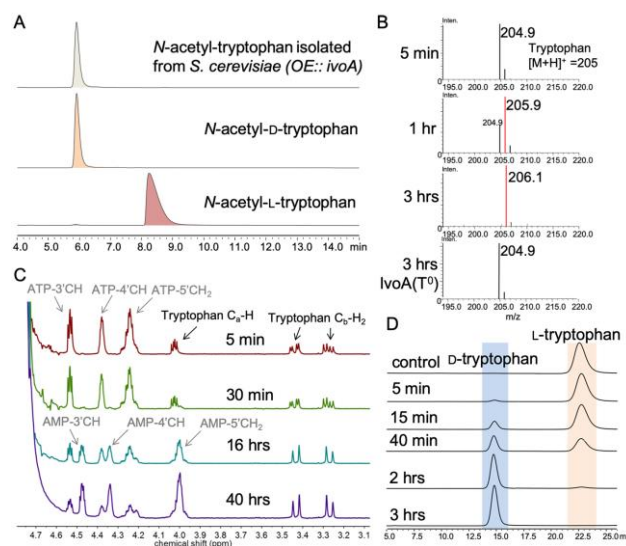 A
N-acetyl-tryptophan isolated
from S. cerevisiae (OE:: ivoA)
N-acetyl-D-tryptophan
N-acetyl-L-tryptophan
4.0 5.0 6.0 7.0 8.0 9.0 10.0 11.0 12.0 13.0 14.0 min
B
Inten.
204.9
5 min
Tryptophan
[M+H]+ =205
195.0 200.0 205.0 210.0 215.0 220.0
Inten.
205.9
204.9
1 hr
195.0 200.0 205.0 210.0 215.0 220.0
Inten.
206.1
3 hrs
195.0 200.0 205.0 210.0 215.0 220.0
Inten.
204.9
3 hrs
IvoA(T⁰)
195.0 200.0 205.0 210.0 215.0 220.0
m/z
C
ATP-3'CH ATP-4'CH ATP-5'CH₂
Tryptophan Cₐ-H
Tryptophan C_b-H₂
5 min
30 min
AMP-3'CH AMP-4'CH AMP-5'CH₂
16 hrs
40 hrs
4.7 4.6 4.5 4.4 4.3 4.2 4.1 4.0 3.9 3.8 3.7 3.6 3.5 3.4 3.3 3.2 3.1
chemical shift (ppm)
D
L-tryptophan
D-tryptophan
control
5 min
15 min
40 min
2 hrs
3 hrs
10.0 12.5 15.0 17.5 20.0 22.5 25.0 m